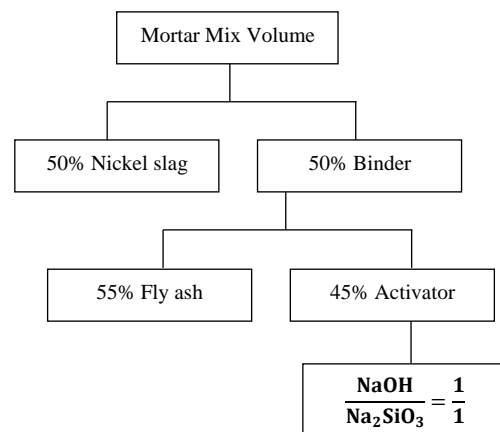 Mortar Mix Volume
50% Nickel slag
50% Binder
55% Fly ash
45% Activator
NaOH/Na₂SiO₃ = 1/1